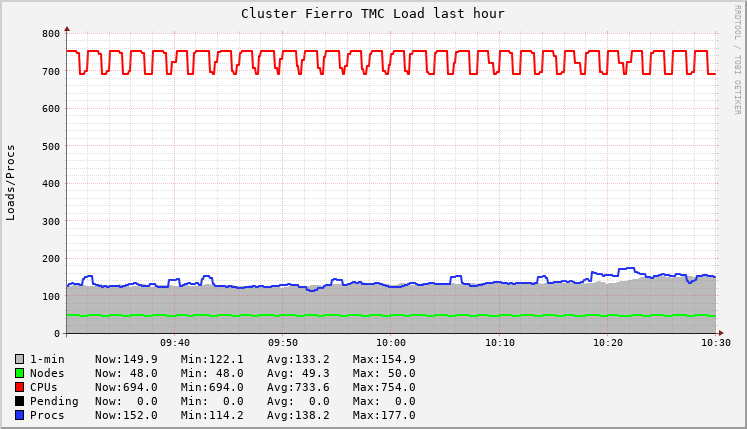 Cluster Fierro TMC Load last hour
RRDTOOL / TOBI OETIKER
Loads/Procs
800
700
600
500
400
300
200
100
0
09:40 09:50 10:00 10:10 10:20 10:30
1-min Now:149.9 Min:122.1 Avg:133.2 Max:154.9
Nodes Now: 48.0 Min: 48.0 Avg: 49.3 Max: 50.0
CPUs Now:694.0 Min:694.0 Avg:733.6 Max:754.0
Pending Now: 0.0 Min: 0.0 Avg: 0.0 Max: 0.0
Procs Now:152.0 Min:114.2 Avg:138.2 Max:177.0